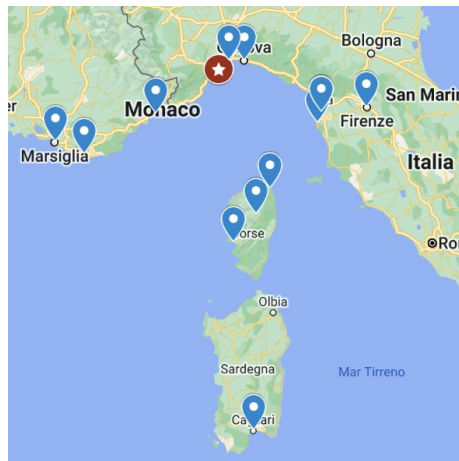 Bologna
Monaco
San Marin
Firenze
Marsiglia
Italia
Olbia
Sardegna
Mar Tirreno